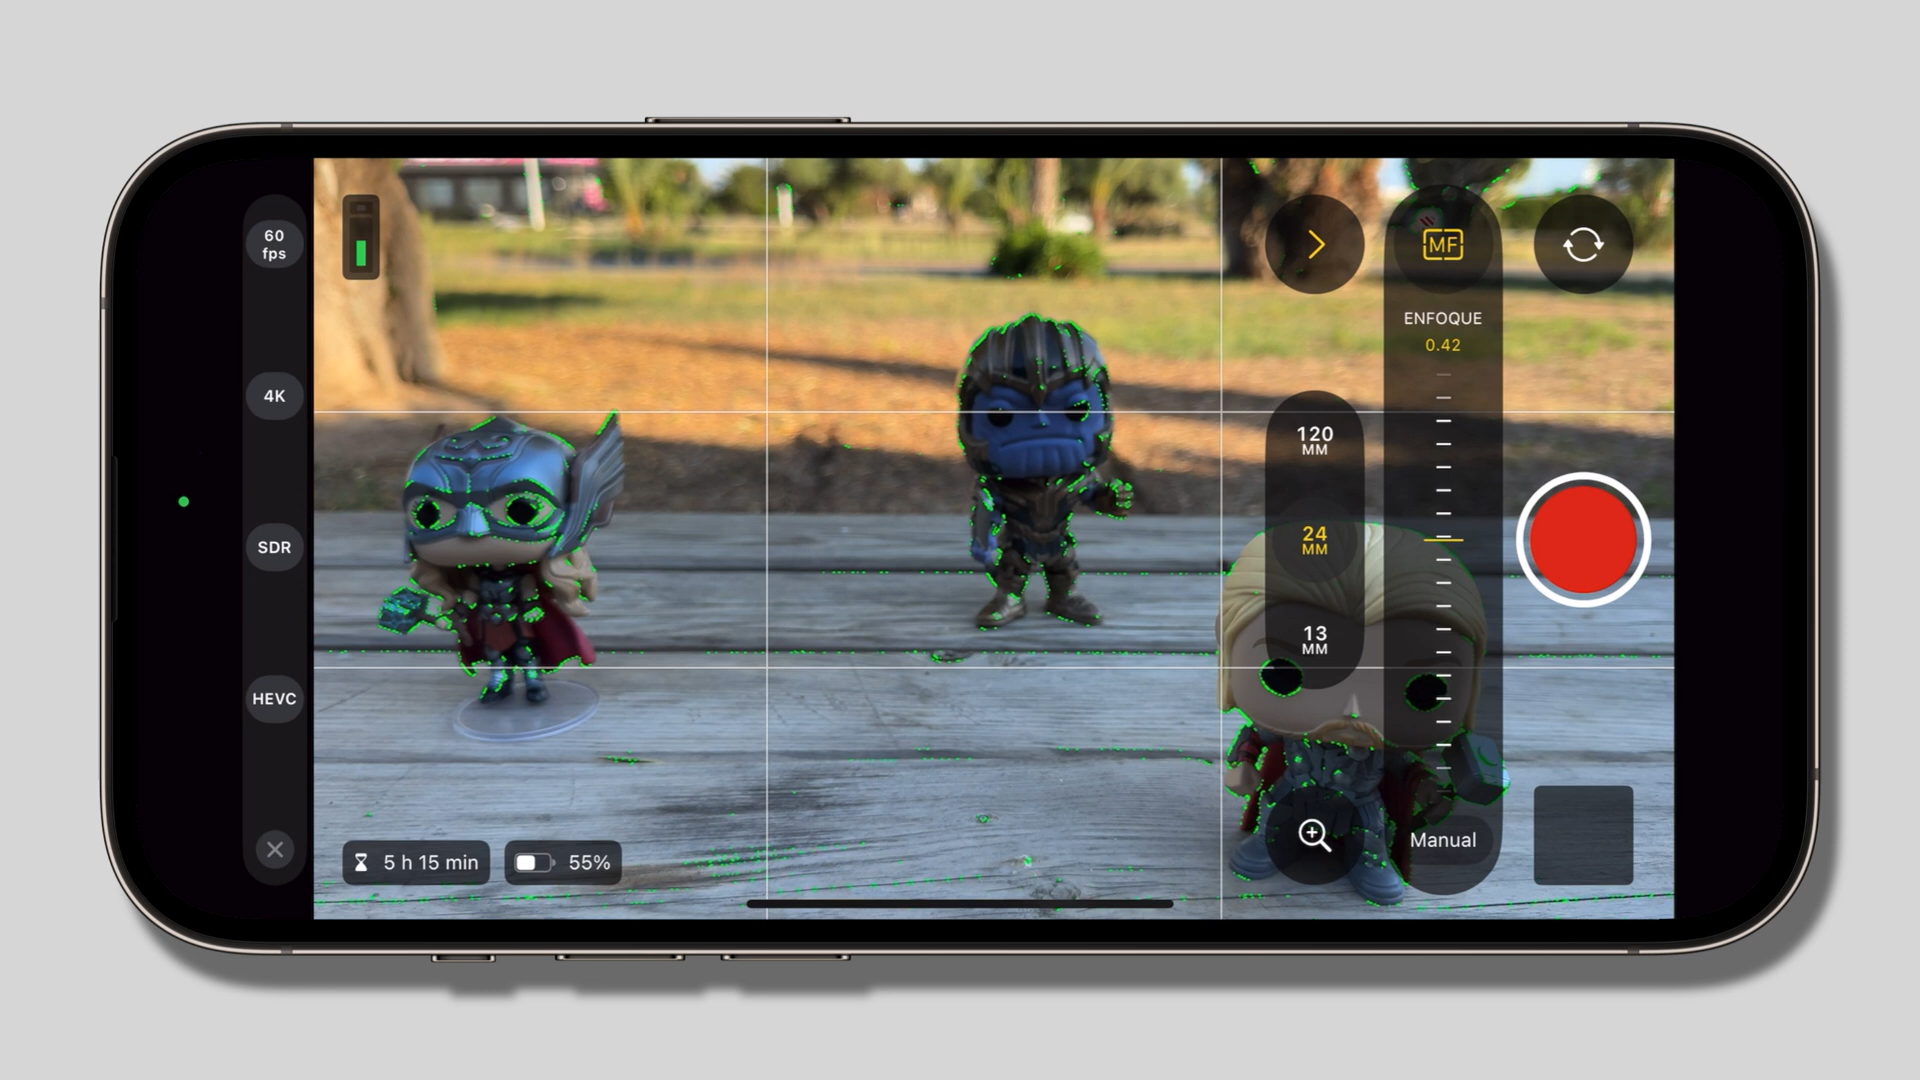 60
fps
4K
SDR
HEVC
MF
ENFOQUE
0.42
120
MM
24
MM
13
MM
Manual
5 h 15 min
55%